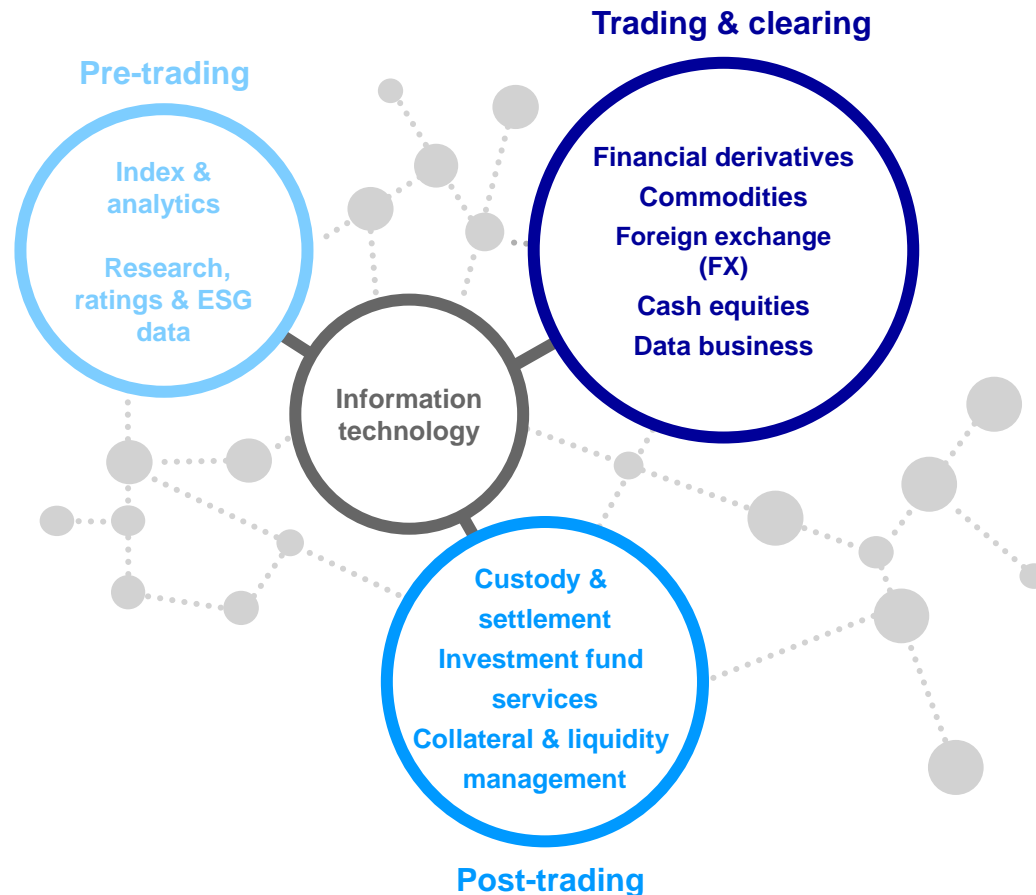 Trading & clearing
Pre-trading
Index &
analytics
Research,
ratings & ESG
data
Financial derivatives
Commodities
Foreign exchange
(FX)
Cash equities
Data business
Information
technology
Custody &
settlement
Investment fund
services
Collateral & liquidity
management
Post-trading